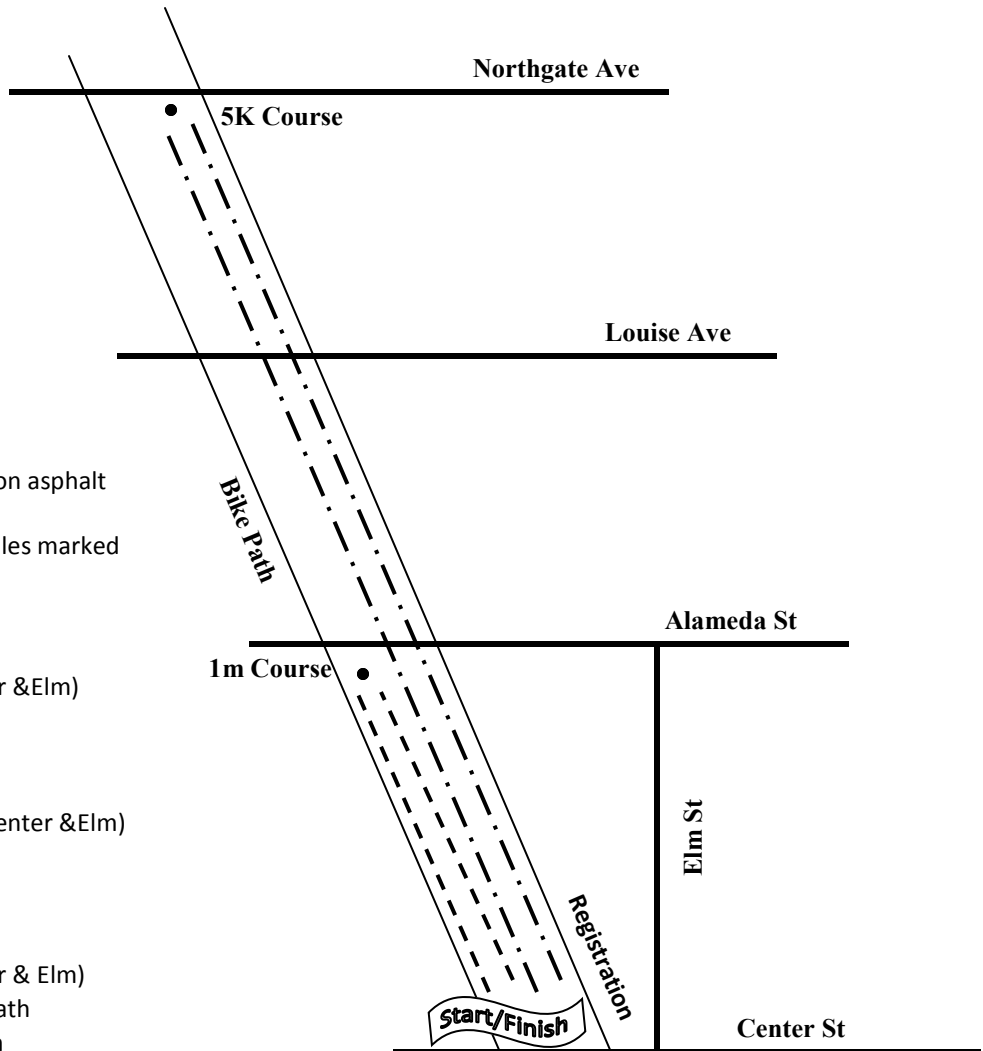 Northgate Ave
5K Course
Louise Ave
on asphalt
Bike Path
les marked
Alameda St
1m Course
r &Elm)
enter &Elm)
Elm St
Registration
r & Elm)
ath
Start/Finish
Center St